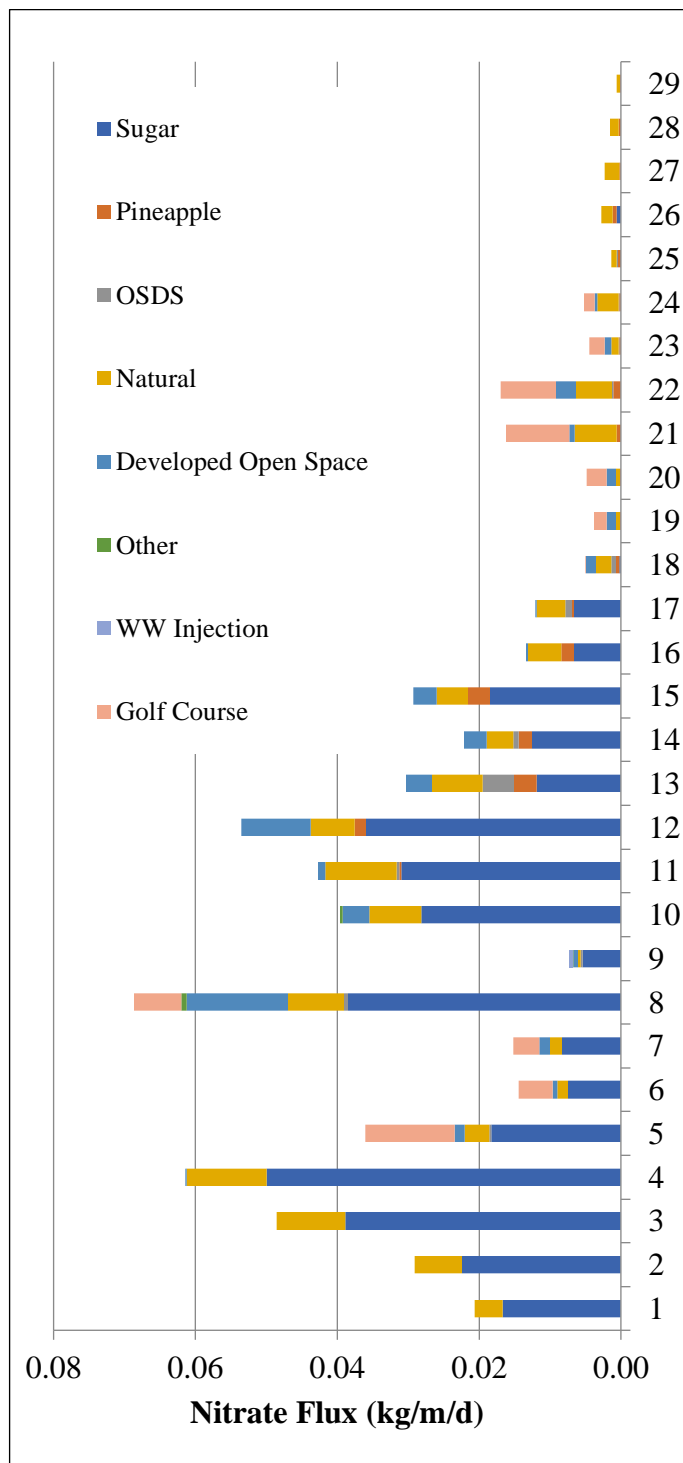 29
28
Sugar
27
26
Pineapple
25
OSDS
24
23
Natural
22
21
Developed Open Space
20
19
Other
18
17
WW Injection
16
Golf Course
15
14
13
12
11
10
9
8
7
6
5
4
3
2
1
0.08 0.06 0.04 0.02 0.00
Nitrate Flux (kg/m/d)